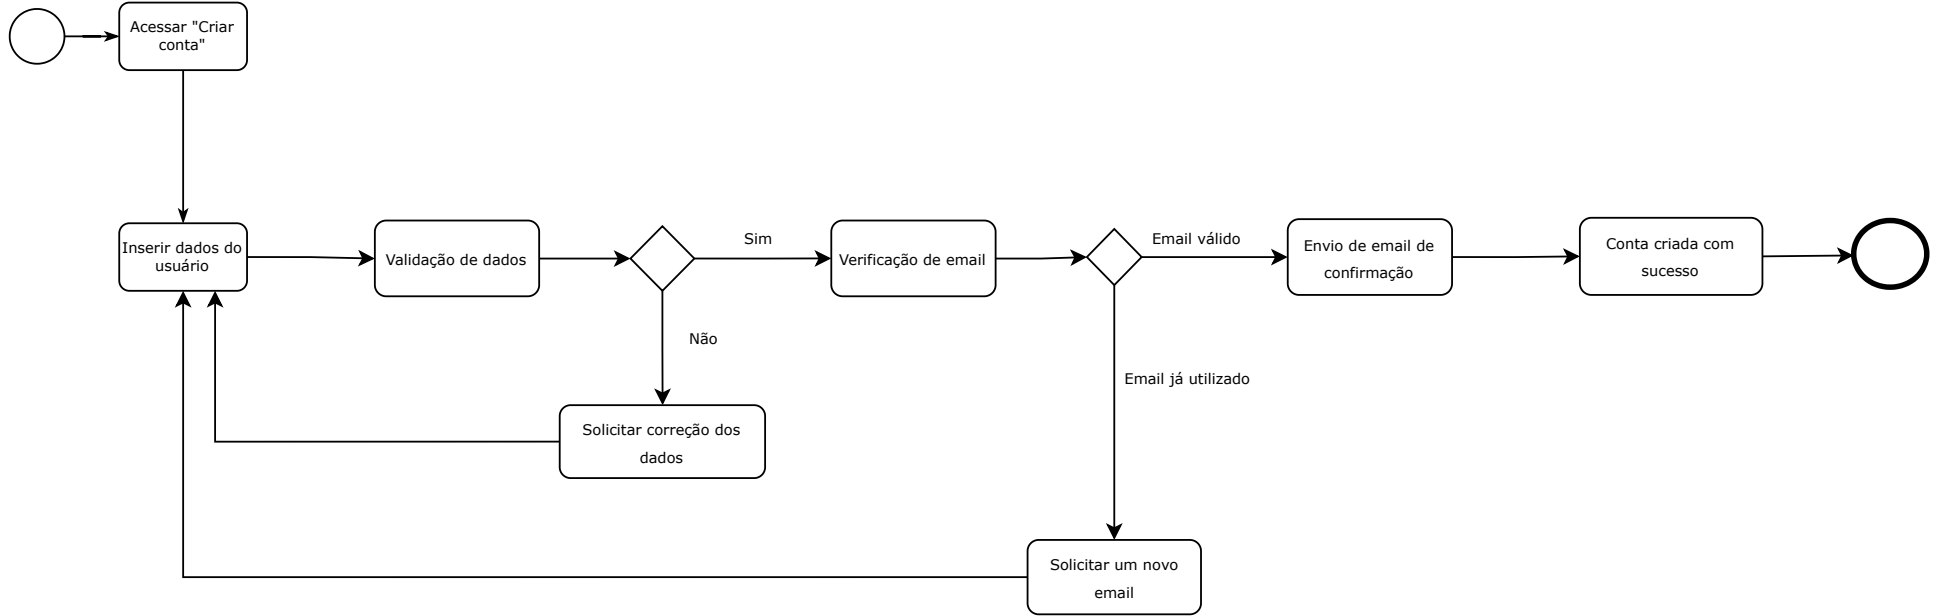 Acessar "Criar
conta"
Inserir dados do
usuário
Validação de dados
Sim
Verificação de email
Email válido
Envio de email de
confirmação
Conta criada com
sucesso
Não
Email já utilizado
Solicitar correção dos
dados
Solicitar um novo
email